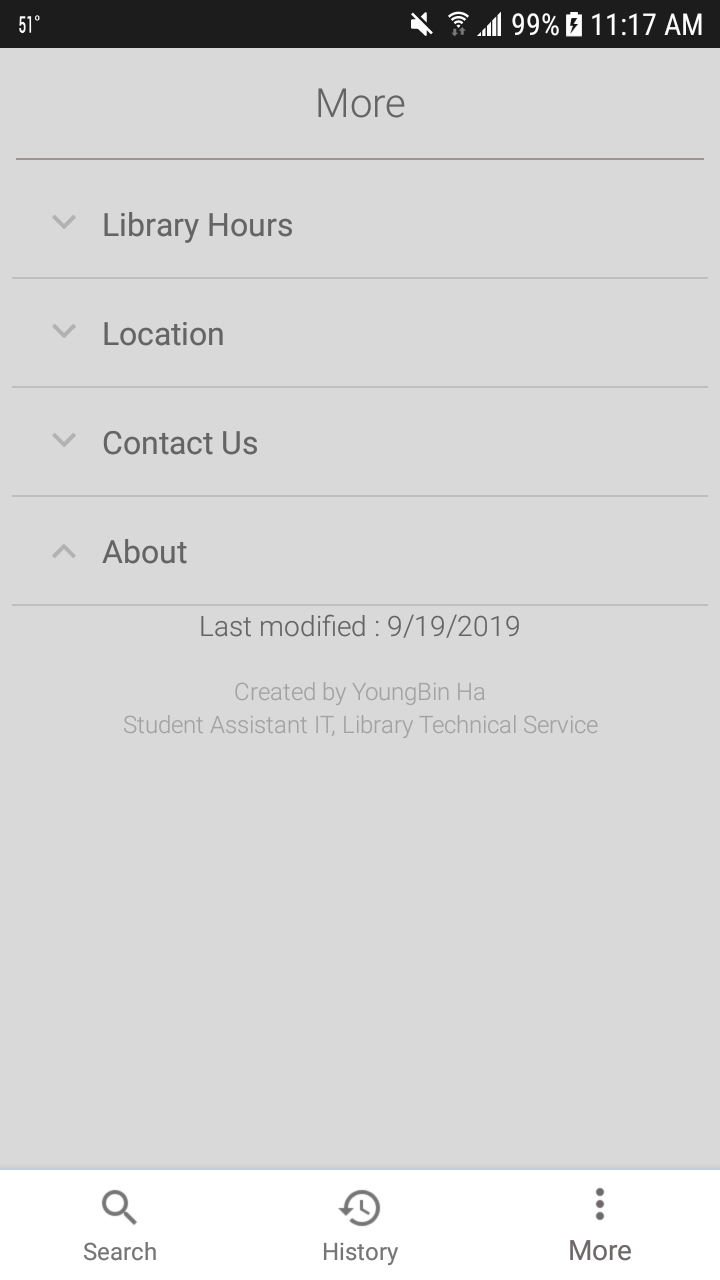 51°
99% 11:17 AM
More
Library Hours
Location
Contact Us
About
Last modified : 9/19/2019
Created by YoungBin Ha
Student Assistant IT, Library Technical Service
Search
History
More